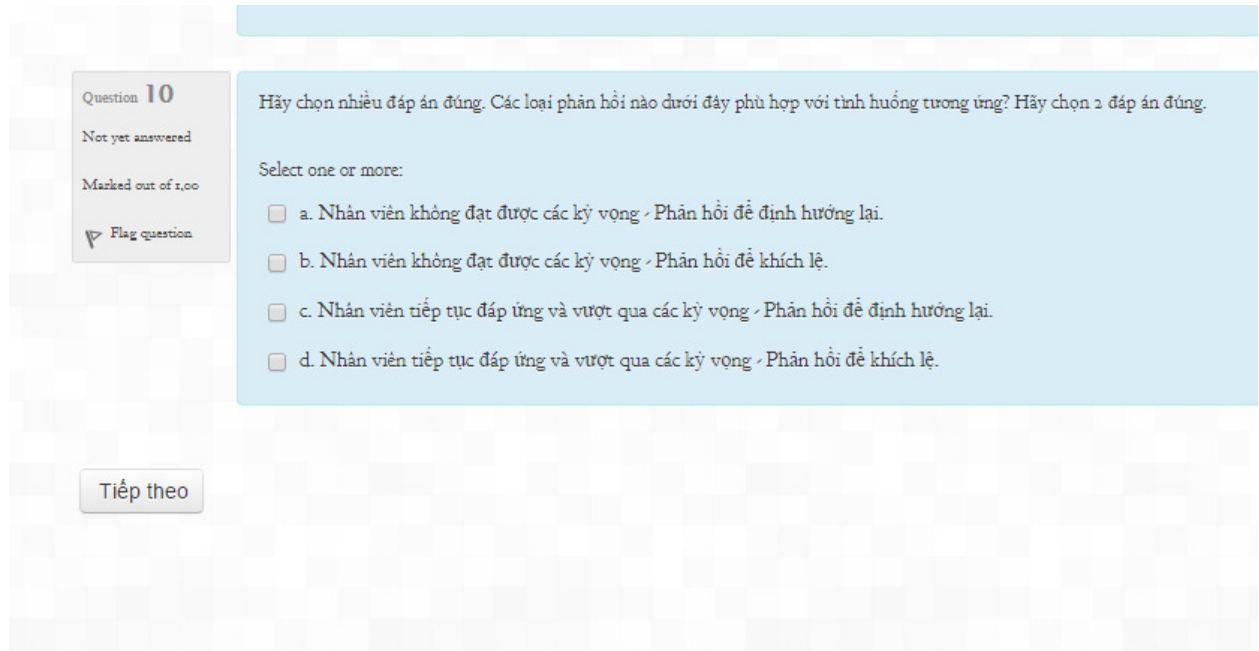 Question 10
Not yet answered
Marked out of 1,00
Flag question
Hãy chọn nhiều đáp án đúng. Các loại phản hồi nào dưới đây phù hợp với tình huống tương ứng? Hãy chọn 2 đáp án đúng.
Select one or more:
a. Nhân viên không đạt được các kỳ vọng - Phản hồi để định hướng lại.
b. Nhân viên không đạt được các kỳ vọng - Phản hồi để khích lệ.
c. Nhân viên tiếp tục đáp ứng và vượt qua các kỳ vọng - Phản hồi để định hướng lại.
d. Nhân viên tiếp tục đáp ứng và vượt qua các kỳ vọng - Phản hồi để khích lệ.
Tiếp theo